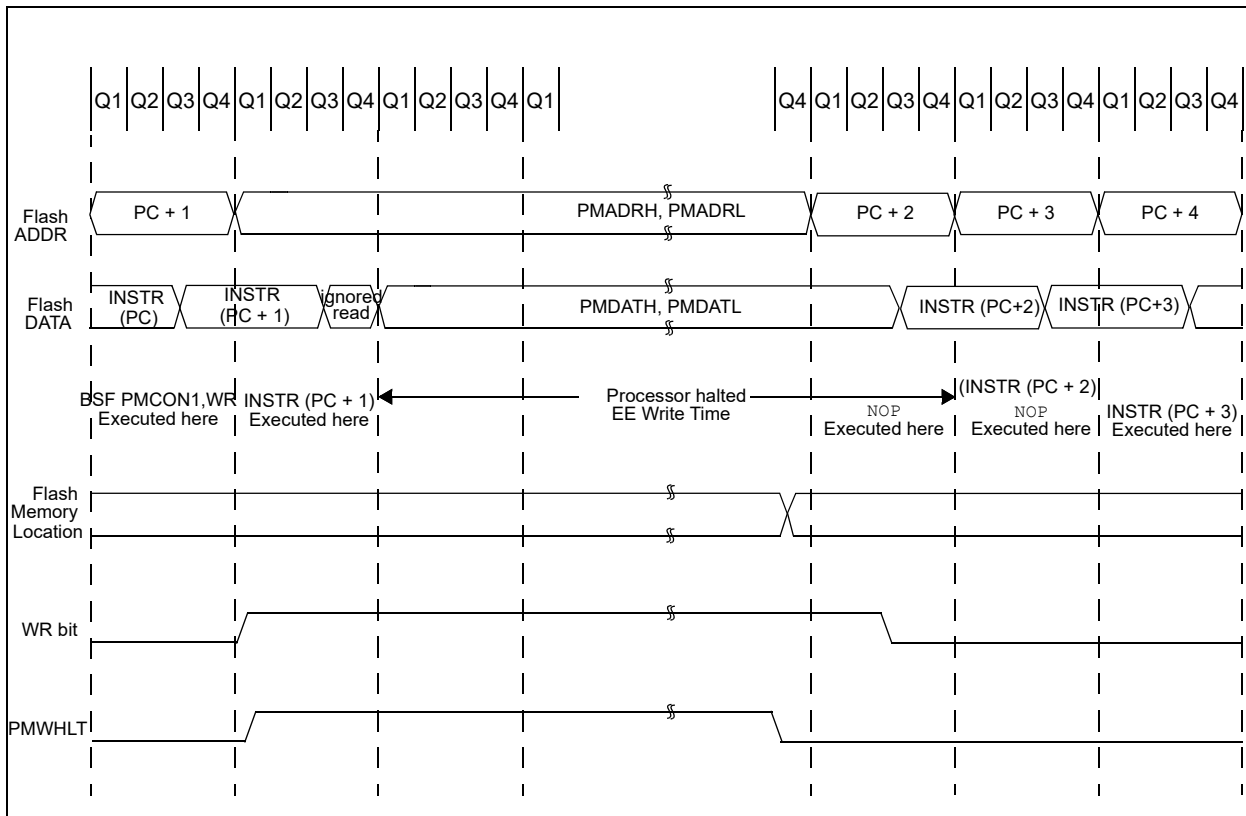 Q1 Q2 Q3 Q4 Q1 Q2 Q3 Q4 Q1 Q2 Q3 Q4 Q1 Q4 Q1 Q2 Q3 Q4 Q1 Q2 Q3 Q4 Q1 Q2 Q3 Q4
Flash
ADDR
PC + 1
PMADRH, PMADRL
PC + 2
PC + 3
PC + 4
Flash
DATA
INSTR
(PC)
INSTR
(PC + 1)
ignored
read
PMDATH, PMDATL
INSTR (PC+2)
INSTR (PC+3)
BSF PMCON1,WR
Executed here
INSTR (PC + 1)
Executed here
Processor halted
EE Write Time
NOP
Executed here
(INSTR (PC + 2)
NOP
Executed here
INSTR (PC + 3)
Executed here
Flash
Memory
Location
WR bit
PMWHLT